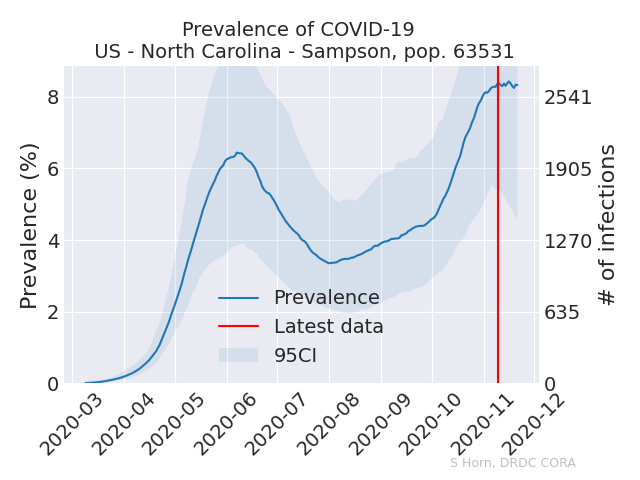 Prevalence of COVID-19
US - North Carolina - Sampson, pop. 63531
Prevalence (%)
8
6
4
2
0
2541
1905
1270
635
0
# of infections
Prevalence
Latest data
95CI
2020-03
2020-04
2020-05
2020-06
2020-07
2020-08
2020-09
2020-10
2020-11
2020-12
S Horn, DRDC CORA